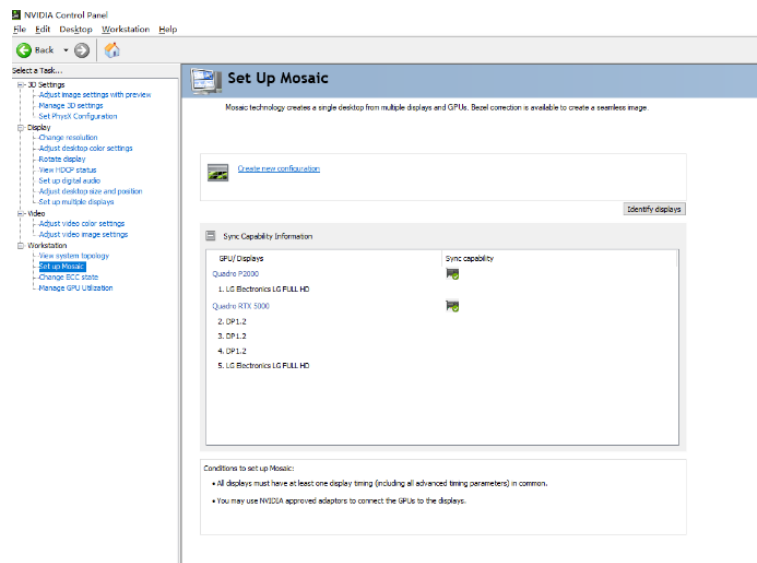 NVIDIA Control Panel
File Edit Desktop Workstation Help
Back
Select a Task...
3D Settings
Adjust image settings with preview
Manage 3D settings
Set PhysX Configuration
Display
Change resolution
Adjust desktop color settings
Rotate display
View HDCP status
Set up digital audio
Adjust desktop size and position
Set up multiple displays
Video
Adjust video color settings
Adjust video image settings
Workstation
View system topology
Set up Mosaic
Change ECC state
Manage GPU Utilization
Set Up Mosaic
Mosaic technology creates a single desktop from multiple displays and GPUs. Bezel correction is available to create a seamless image.
Create new configuration
Identify displays
Sync Capability Information
GPU/Displays Sync capability
Quadro P2000
1. LG Electronics LG FULL HD
Quadro RTX 5000
2. DP1.2
3. DP1.2
4. DP1.2
5. LG Electronics LG FULL HD
Conditions to set up Mosaic:
• All displays must have at least one display timing (including all advanced timing parameters) in common.
• You may use NVIDIA approved adaptors to connect the GPUs to the displays.